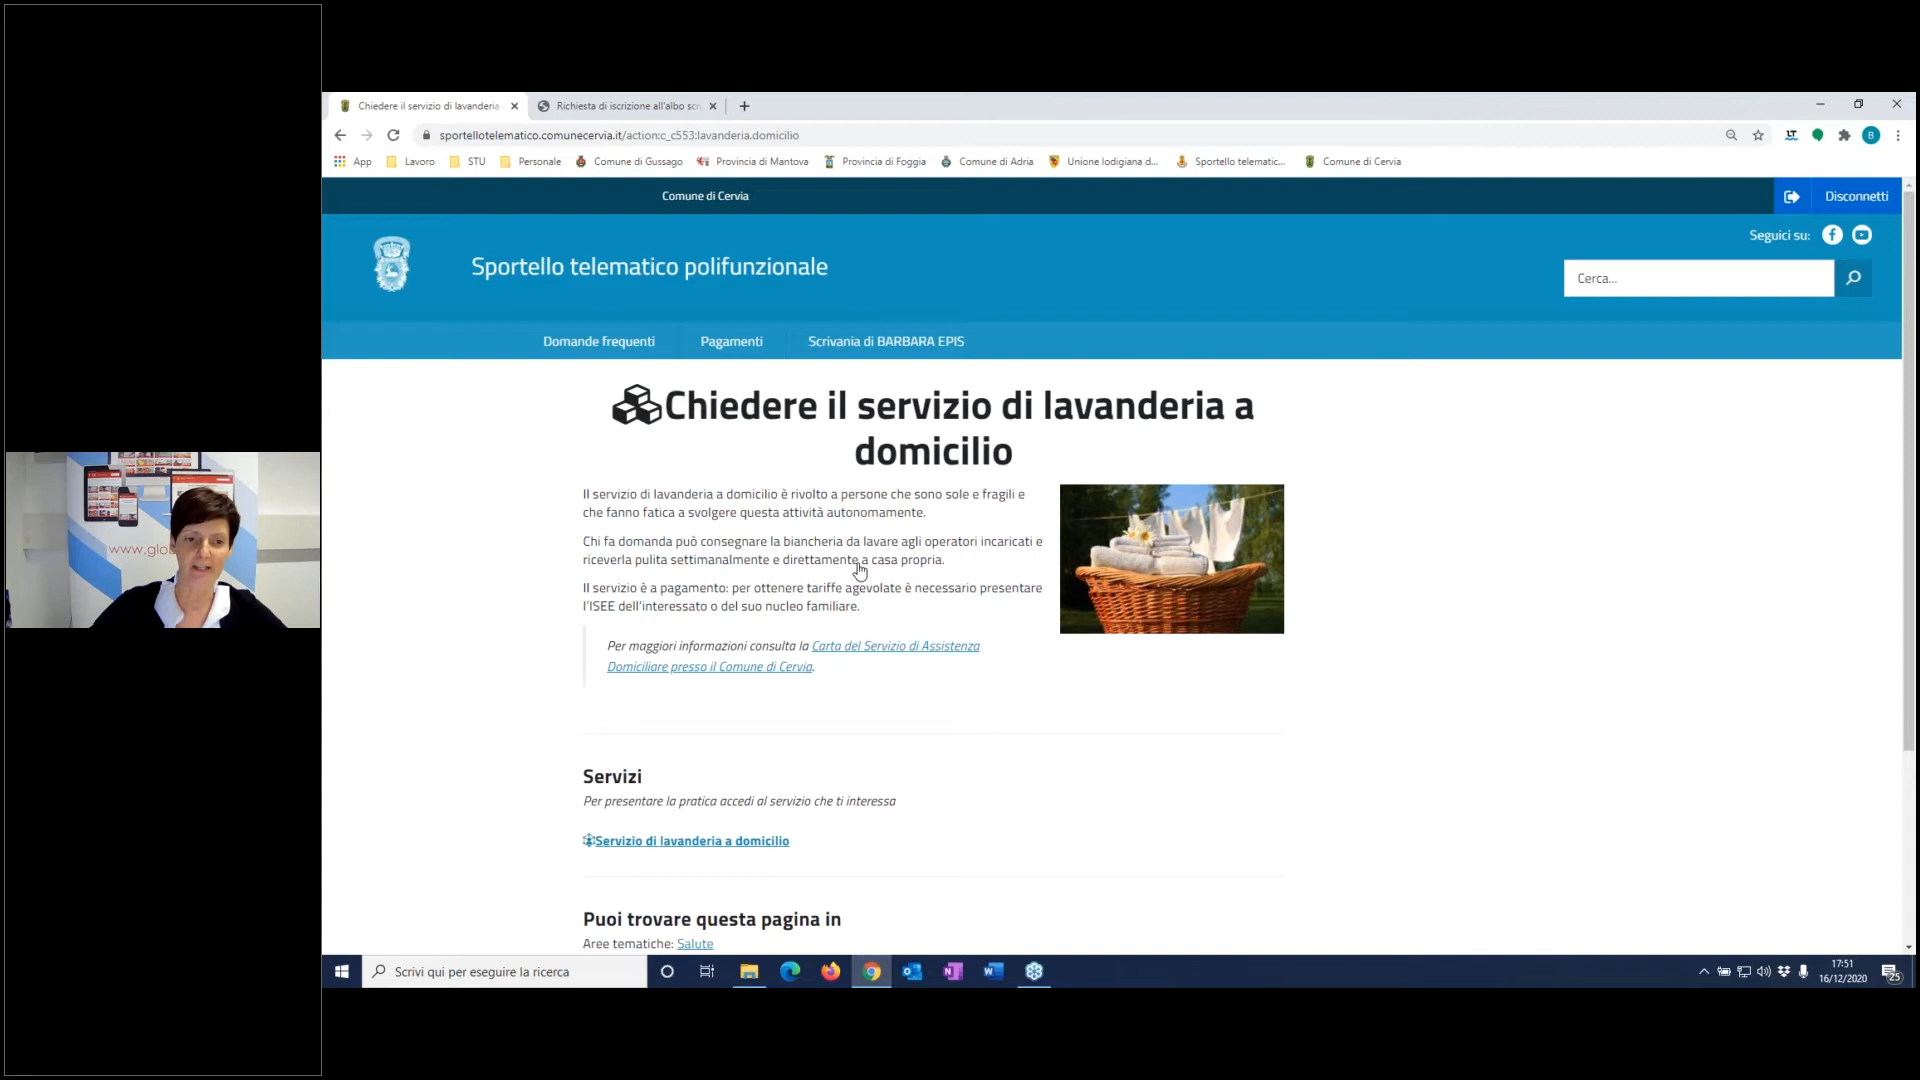 Chiedere il servizio di lavanderia
Richiesta di iscrizione all'albo scr
sportellotelematico.comunecervia.it/action:c_c553:lavanderia.domicilio
App Lavoro STU Personale Comune di Gussago Provincia di Mantova Provincia di Foggia Comune di Adria Unione lodigiana d... Sportello telematic... Comune di Cervia
Comune di Cervia
Disconnetti
Seguici su:
Sportello telematico polifunzionale
Cerca...
Domande frequenti Pagamenti Scrivania di BARBARA EPIS
Chiedere il servizio di lavanderia a
domicilio
Il servizio di lavanderia a domicilio è rivolto a persone che sono sole e fragili e
che fanno fatica a svolgere questa attività autonomamente.
Chi fa domanda può consegnare la biancheria da lavare agli operatori incaricati e
riceverla pulita settimanalmente e direttamente a casa propria.
Il servizio è a pagamento: per ottenere tariffe agevolate è necessario presentare
l'ISEE dell'interessato o del suo nucleo familiare.
Per maggiori informazioni consulta la Carta del Servizio di Assistenza
Domiciliare presso il Comune di Cervia.
Servizi
Per presentare la pratica accedi al servizio che ti interessa
Servizio di lavanderia a domicilio
Puoi trovare questa pagina in
Aree tematiche: Salute
www.glo
Scrivi qui per eseguire la ricerca
17:51
16/12/2020
25